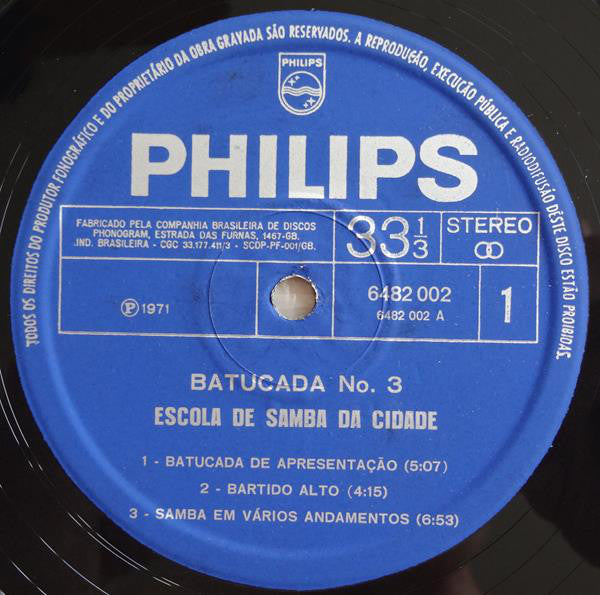 TODOS OS DIREITOS DO PRODUTOR FONOGRÁFICO E DO PROPRIETÁRIO DA OBRA GRAVADA SÃO RESERVADOS. A REPRODUÇÃO, EXECUÇÃO PÚBLICA E RADIODIFUSÃO DÊSTE DISCO ESTÃO PROIBIDAS.
PHILIPS
PHILIPS
FABRICADO PELA COMPANHIA BRASILEIRA DE DISCOS
PHONOGRAM, ESTRADA DAS FURNAS, 1467-GB.
IND. BRASILEIRA - CGC 33.177.411/3 - SCDP-PF-001/GB.
33 1/3
STEREO
Ⓟ 1971
6482 002
6482 002 A
1
BATUCADA No. 3
ESCOLA DE SAMBA DA CIDADE
1 - BATUCADA DE APRESENTAÇÃO (5:07)
2 - BARTIDO ALTO (4:15)
3 - SAMBA EM VÁRIOS ANDAMENTOS (6:53)